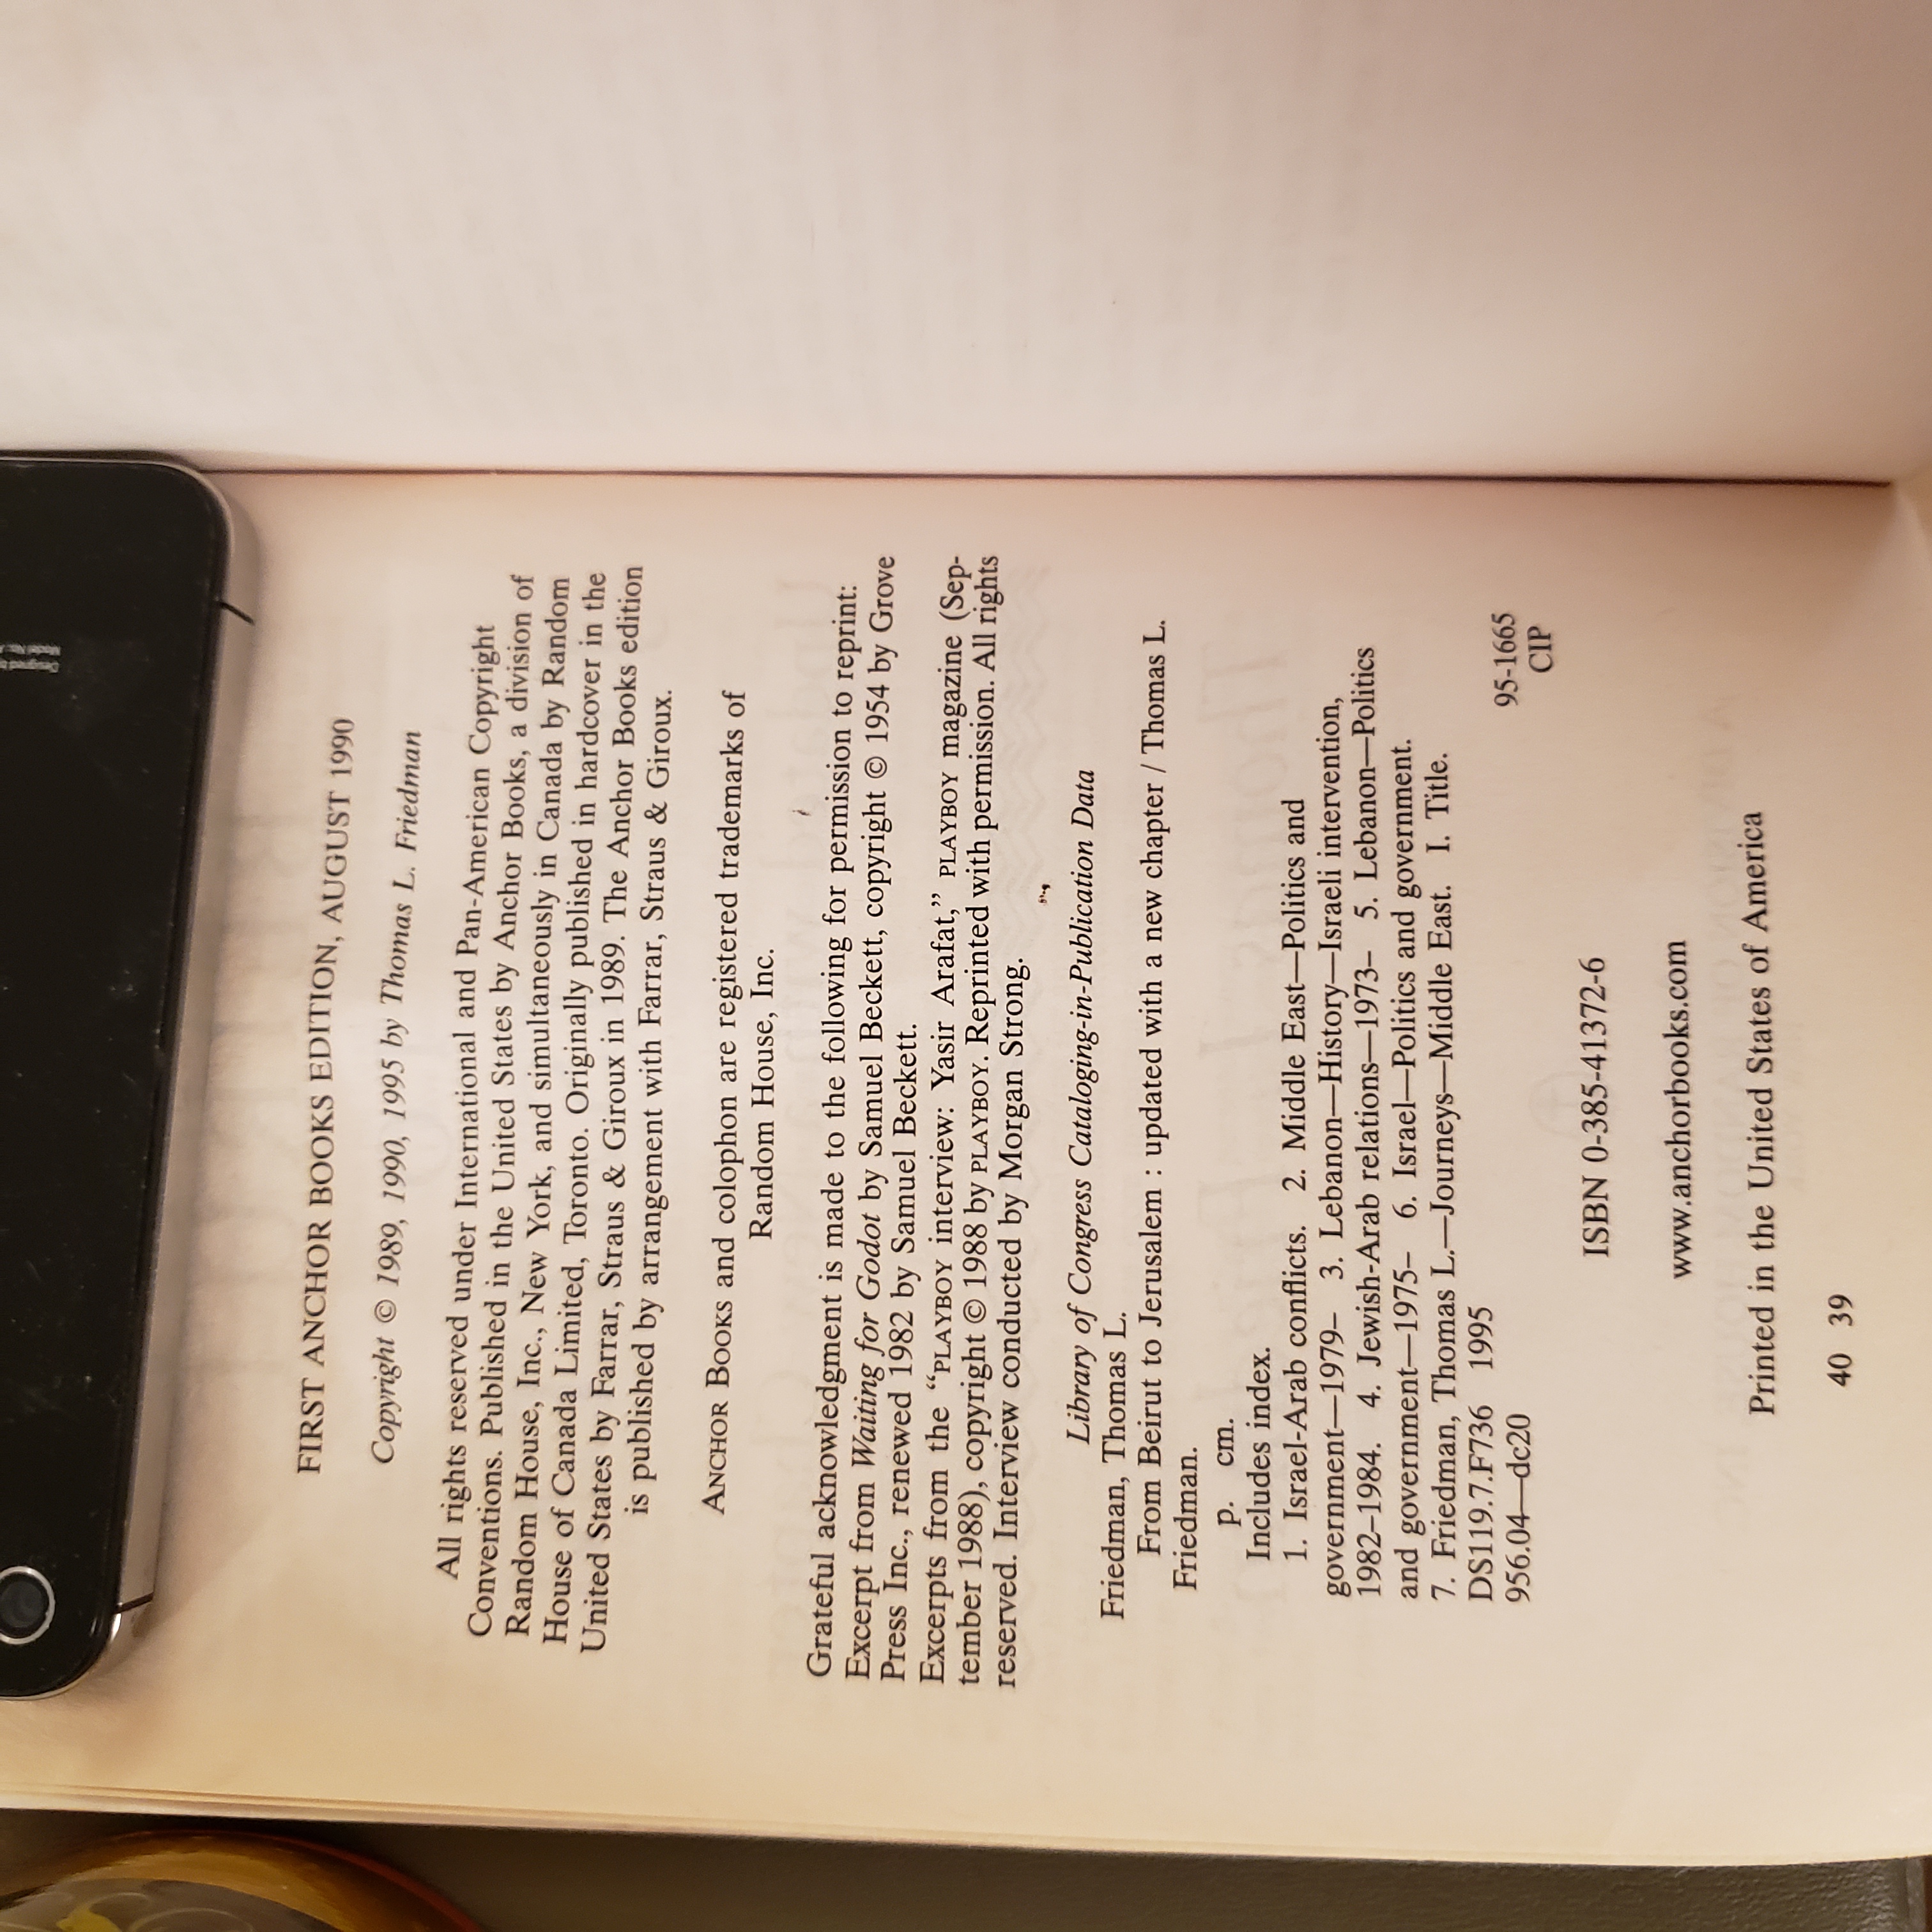 FIRST ANCHOR BOOKS EDITION, AUGUST 1990
Copyright © 1989, 1990, 1995 by Thomas L. Friedman
All rights reserved under International and Pan-American Copyright
Conventions. Published in the United States by Anchor Books, a division of
Random House, Inc., New York, and simultaneously in Canada by Random
House of Canada Limited, Toronto. Originally published in hardcover in the
United States by Farrar, Straus & Giroux in 1989. The Anchor Books edition
is published by arrangement with Farrar, Straus & Giroux.
ANCHOR BOOKS and colophon are registered trademarks of
Random House, Inc.
Grateful acknowledgment is made to the following for permission to reprint:
Excerpt from Waiting for Godot by Samuel Beckett, copyright © 1954 by Grove
Press Inc., renewed 1982 by Samuel Beckett.
Excerpts from the “PLAYBOY interview: Yasir Arafat,” PLAYBOY magazine (Sep-
tember 1988), copyright © 1988 by PLAYBOY. Reprinted with permission. All rights
reserved. Interview conducted by Morgan Strong.
Library of Congress Cataloging-in-Publication Data
Friedman, Thomas L.
From Beirut to Jerusalem : updated with a new chapter / Thomas L.
Friedman.
p. cm.
Includes index.
1. Israel-Arab conflicts. 2. Middle East—Politics and
government—1979– 3. Lebanon—History—Israeli intervention,
1982–1984. 4. Jewish-Arab relations—1973– 5. Lebanon—Politics
and government—1975– 6. Israel—Politics and government.
7. Friedman, Thomas L.—Journeys—Middle East. I. Title.
DS119.7.F736 1995
956.04—dc20
95-1665
CIP
ISBN 0-385-41372-6
www.anchorbooks.com
Printed in the United States of America
40 39